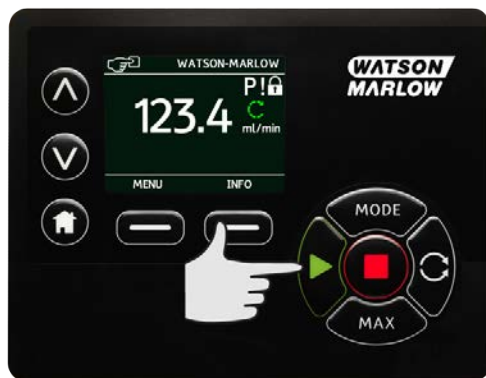 WATSON-MARLOW
P!
123.4
ml/min
MENU INFO
WATSON
MARLOW
MODE
MAX